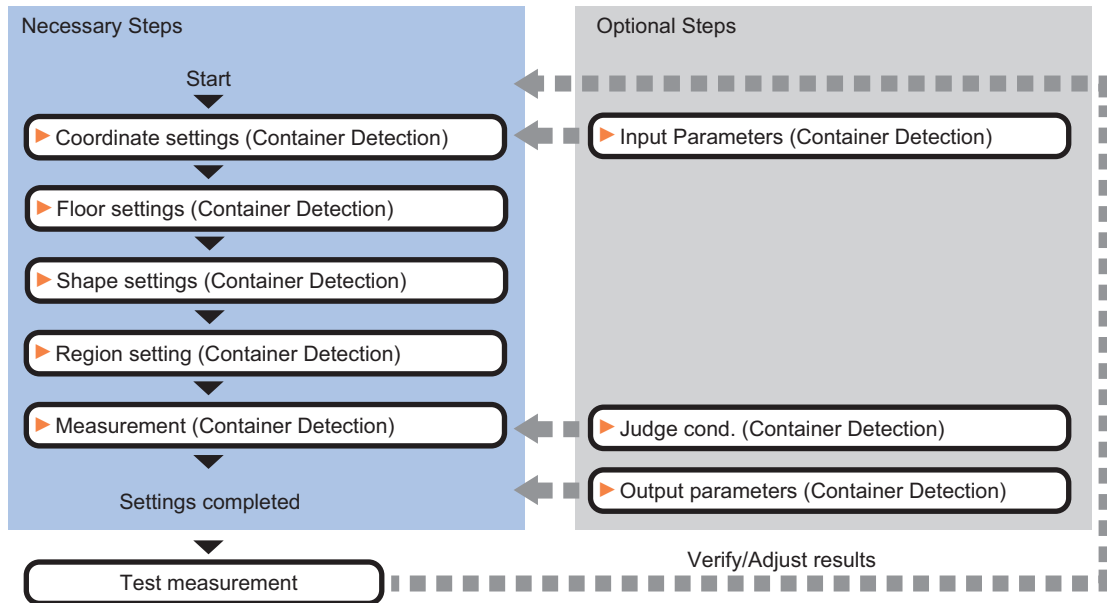 Necessary Steps
Optional Steps
Start
Coordinate settings (Container Detection)
Input Parameters (Container Detection)
Floor settings (Container Detection)
Shape settings (Container Detection)
Region setting (Container Detection)
Measurement (Container Detection)
Judge cond. (Container Detection)
Output parameters (Container Detection)
Settings completed
Verify/Adjust results
Test measurement